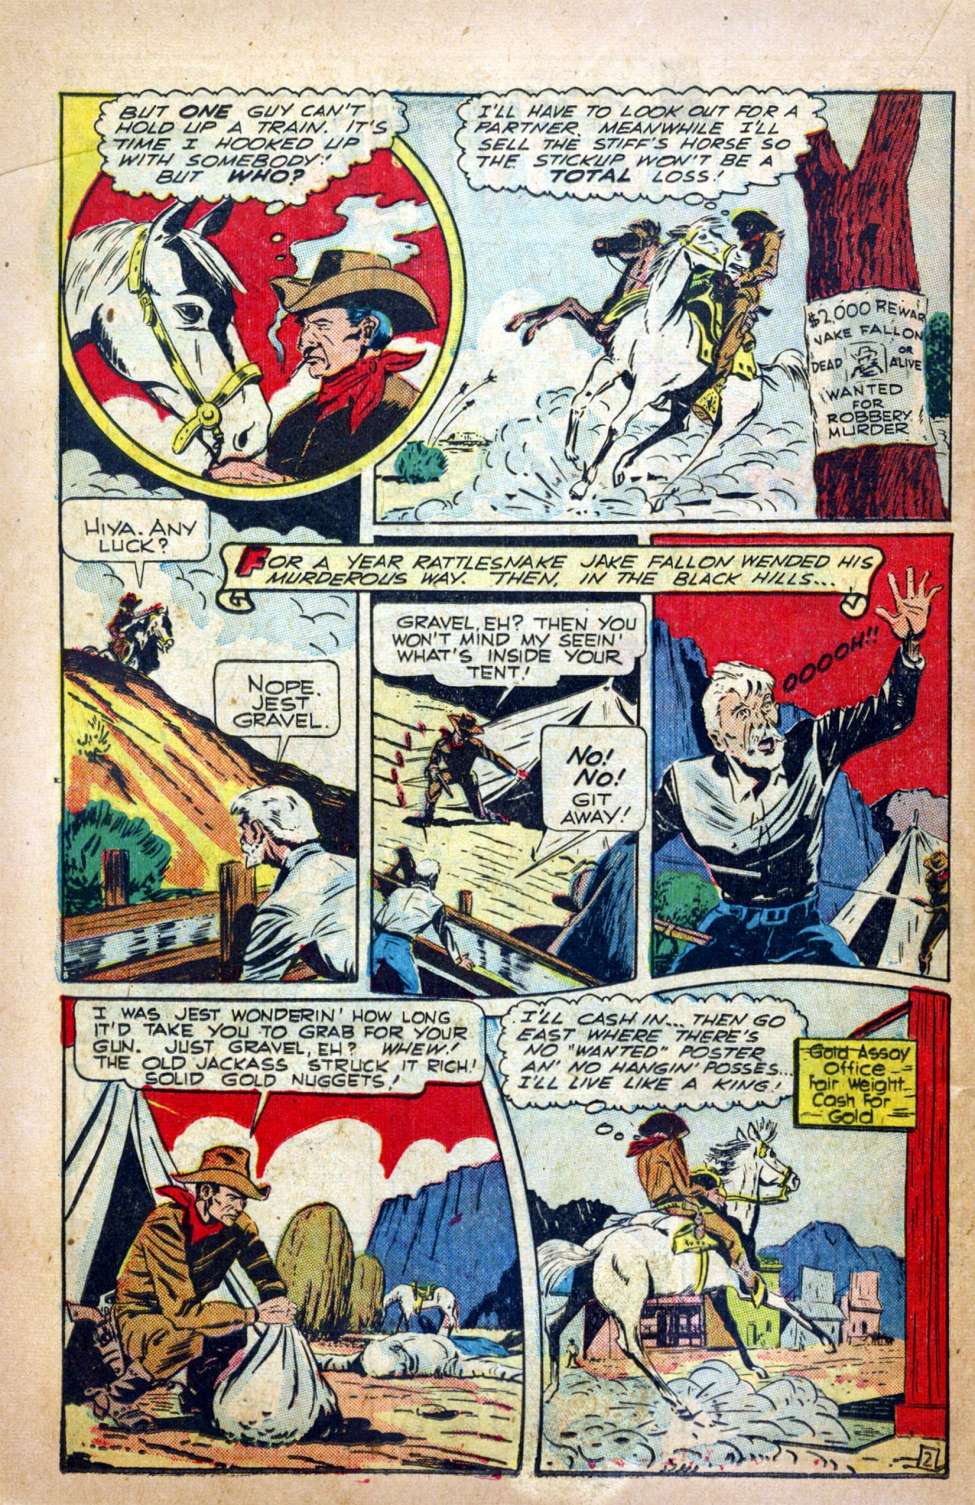 BUT ONE GUY CAN'T
HOLD UP A TRAIN. IT'S
TIME I HOOKED UP
WITH SOMEBODY!
BUT WHO?
I'LL HAVE TO LOOK OUT FOR A
PARTNER. MEANWHILE I'LL
SELL THE STIFF'S HORSE SO
THE STICKUP WON'T BE A
TOTAL LOSS!
$2,000 REWAR
JAKE FALLON
DEAD OR ALIVE
WANTED
FOR
ROBBERY
MURDER
HIYA. ANY
LUCK?
FOR A YEAR RATTLESNAKE JAKE FALLON WENDED HIS
MURDEROUS WAY. THEN, IN THE BLACK HILLS...
NOPE.
JEST
GRAVEL.
GRAVEL, EH? THEN YOU
WON'T MIND MY SEEIN'
WHAT'S INSIDE YOUR
TENT!
NO!
NO!
GIT
AWAY!
OOOOH!!
I WAS JEST WONDERIN' HOW LONG
IT'D TAKE YOU TO GRAB FOR YOUR
GUN. JUST GRAVEL, EH? WHEW!
THE OLD JACKASS STRUCK IT RICH!
SOLID GOLD NUGGETS!
I'LL CASH IN... THEN GO
EAST WHERE THERE'S
NO "WANTED" POSTER
AN' NO HANGIN' POSSES...
I'LL LIVE LIKE A KING!
Gold Assay
Office
Fair Weight
Cash For
Gold
2